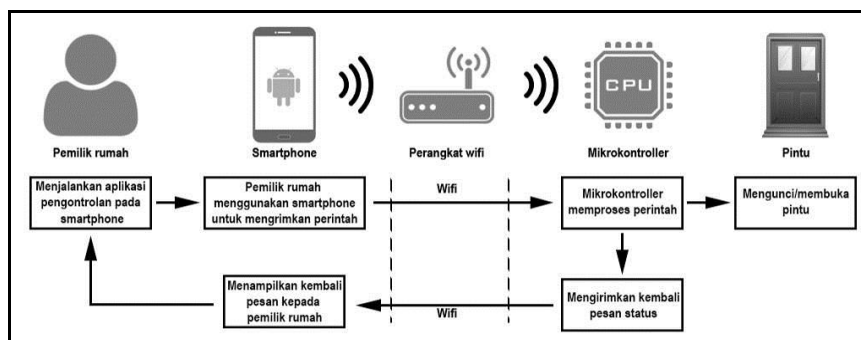 CPU
Pemilik rumah
Smartphone
Perangkat wifi
Mikrokontroller
Pintu
Menjalankan aplikasi
pengontrolan pada
smartphone
Pemilik rumah
menggunakan smartphone
untuk mengrimkan perintah
Wifi
Mikrokontroller
memproses perintah
Mengunci/membuka
pintu
Menampilkan kembali
pesan kepada
pemilik rumah
Wifi
Mengirimkan kembali
pesan status